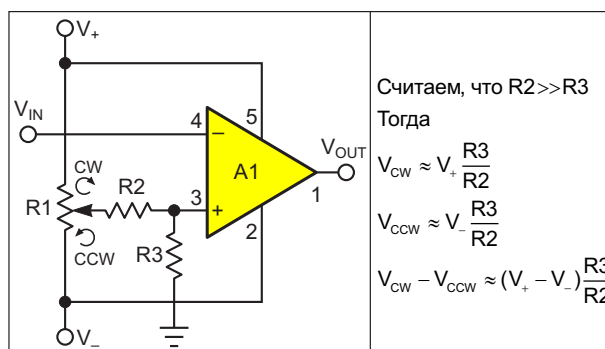 V+
VIN
4
–
5
VOUT
A1
1
CW
R1
R2
3
+
2
CCW
R3
V–
Считаем, что R2>>R3
Тогда
VCW ≈ V+ R3/R2
VCCW ≈ V– R3/R2
VCW – VCCW ≈ (V+ – V–) R3/R2